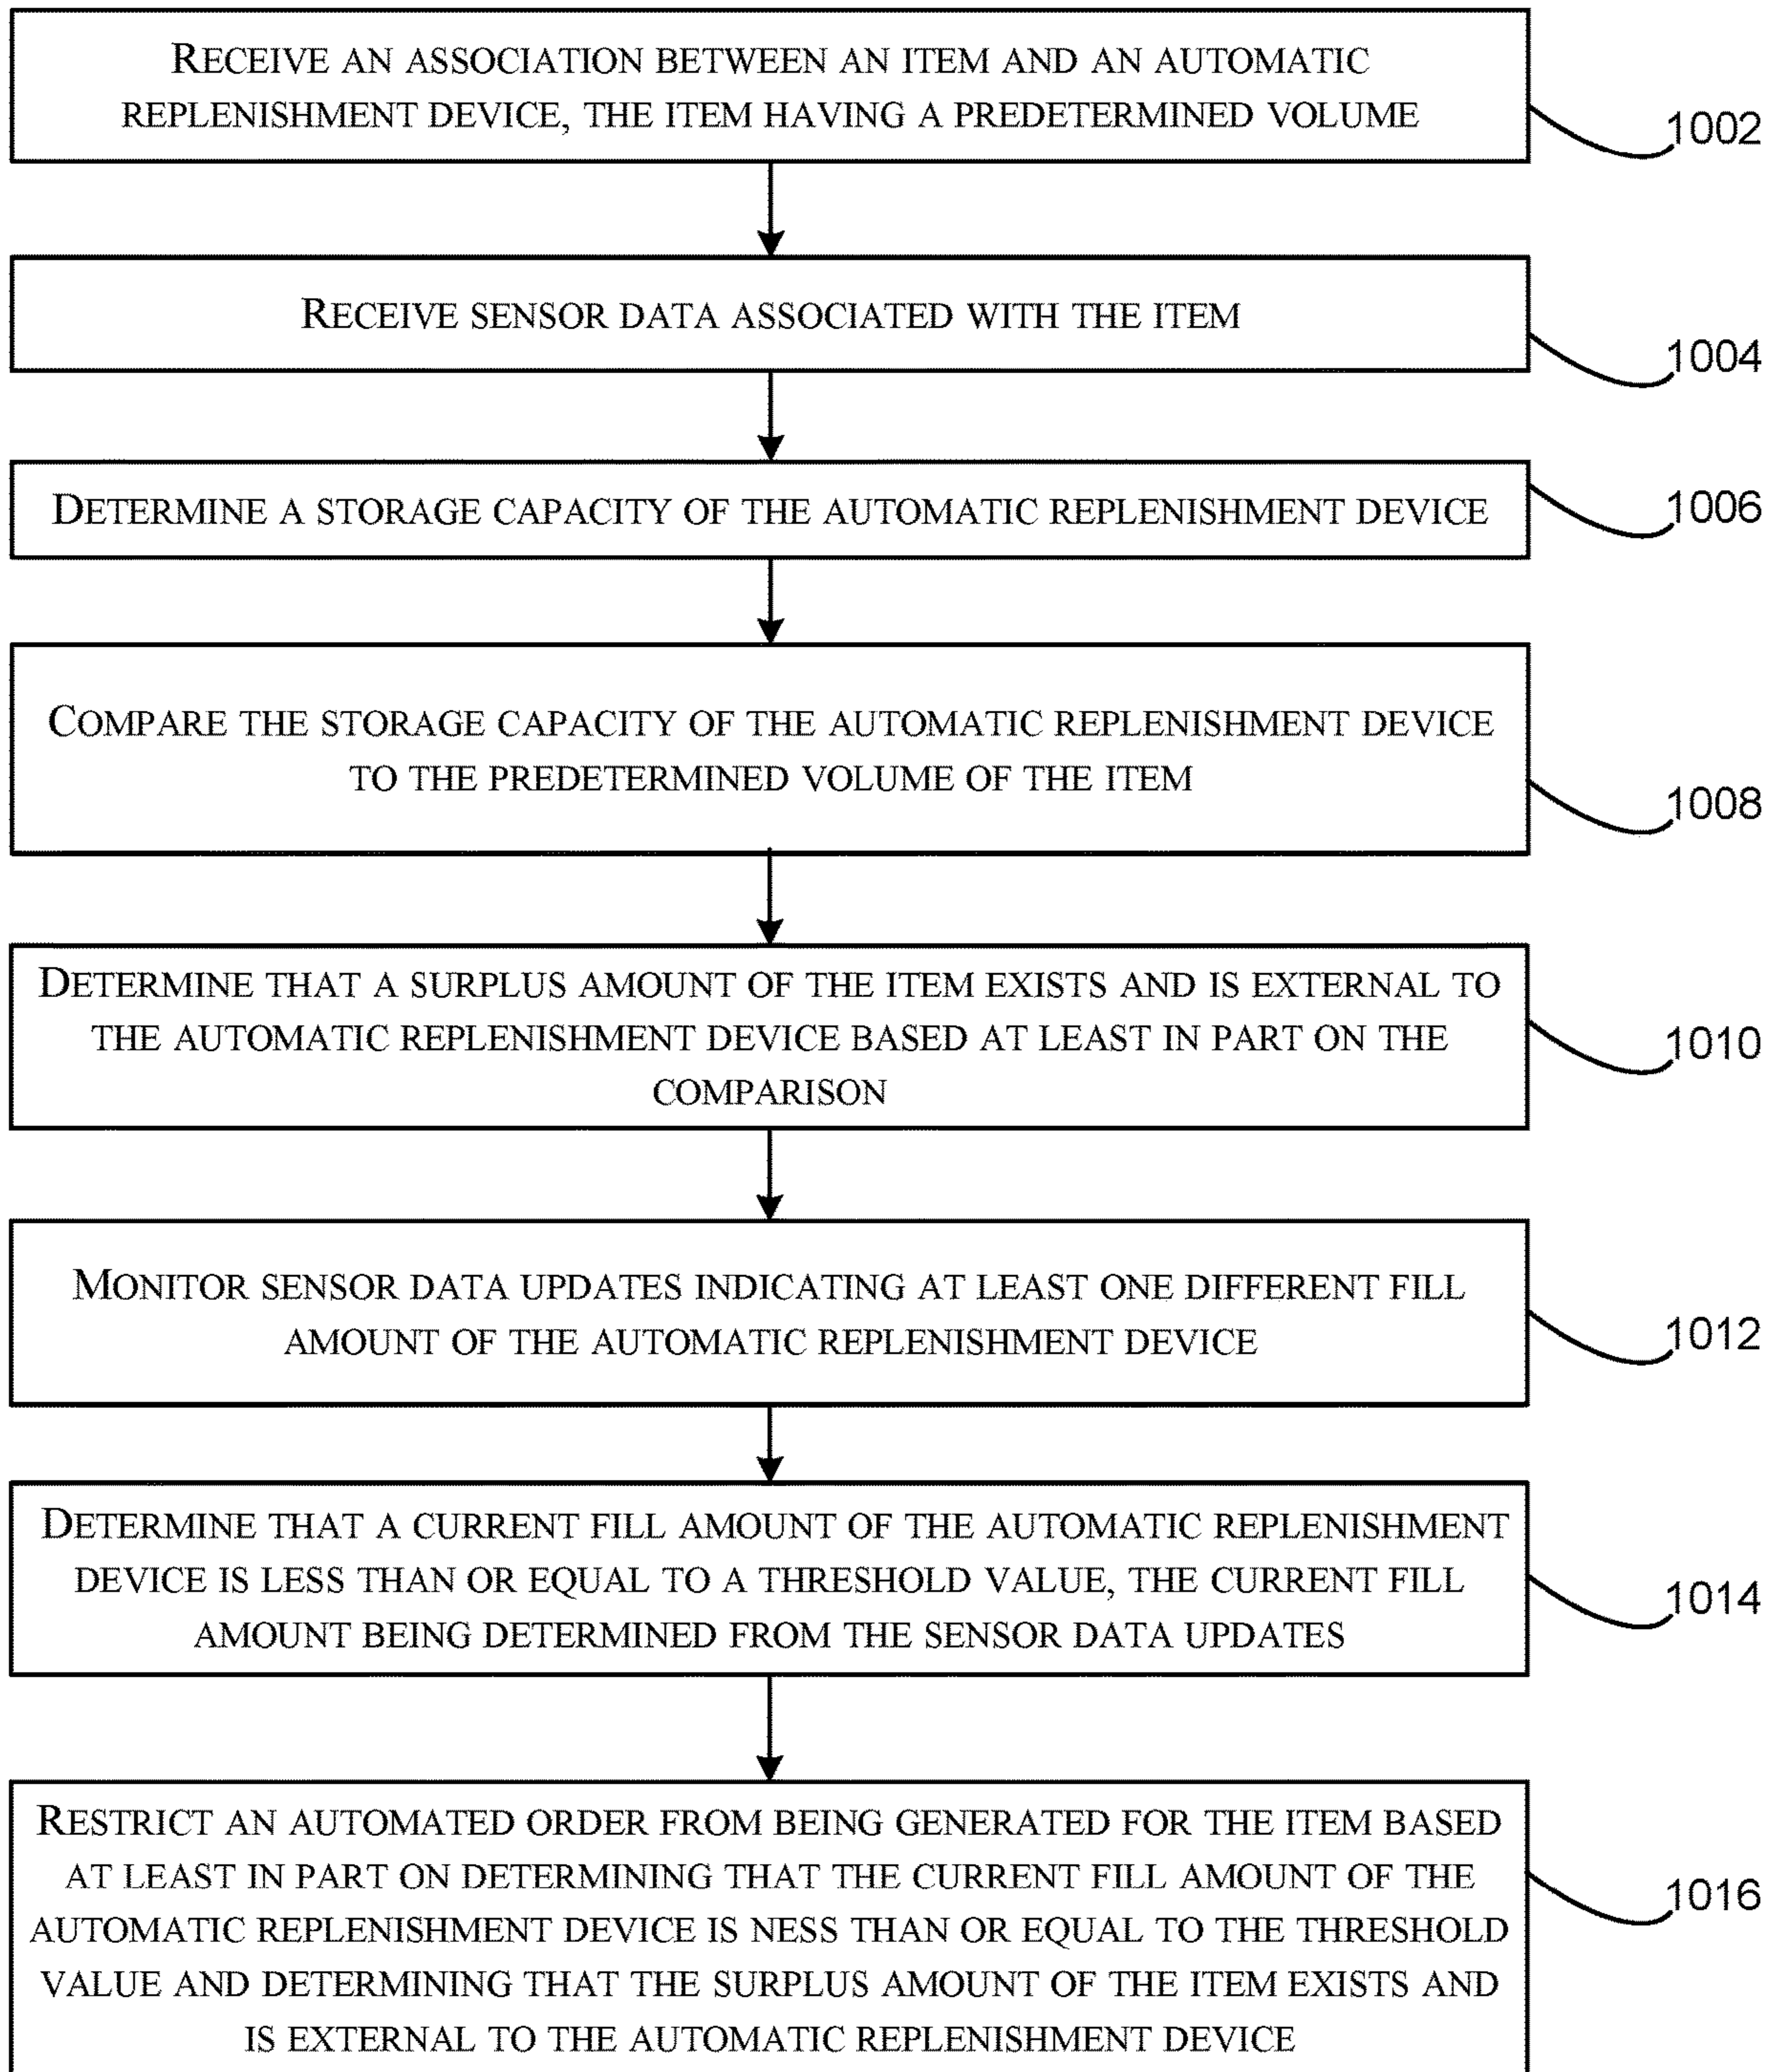 RECEIVE AN ASSOCIATION BETWEEN AN ITEM AND AN AUTOMATIC
REPLENISHMENT DEVICE, THE ITEM HAVING A PREDETERMINED VOLUME
1002
RECEIVE SENSOR DATA ASSOCIATED WITH THE ITEM
1004
DETERMINE A STORAGE CAPACITY OF THE AUTOMATIC REPLENISHMENT DEVICE
1006
COMPARE THE STORAGE CAPACITY OF THE AUTOMATIC REPLENISHMENT DEVICE
TO THE PREDETERMINED VOLUME OF THE ITEM
1008
DETERMINE THAT A SURPLUS AMOUNT OF THE ITEM EXISTS AND IS EXTERNAL TO
THE AUTOMATIC REPLENISHMENT DEVICE BASED AT LEAST IN PART ON THE
COMPARISON
1010
MONITOR SENSOR DATA UPDATES INDICATING AT LEAST ONE DIFFERENT FILL
AMOUNT OF THE AUTOMATIC REPLENISHMENT DEVICE
1012
DETERMINE THAT A CURRENT FILL AMOUNT OF THE AUTOMATIC REPLENISHMENT
DEVICE IS LESS THAN OR EQUAL TO A THRESHOLD VALUE, THE CURRENT FILL
AMOUNT BEING DETERMINED FROM THE SENSOR DATA UPDATES
1014
RESTRICT AN AUTOMATED ORDER FROM BEING GENERATED FOR THE ITEM BASED
AT LEAST IN PART ON DETERMINING THAT THE CURRENT FILL AMOUNT OF THE
AUTOMATIC REPLENISHMENT DEVICE IS NESS THAN OR EQUAL TO THE THRESHOLD
VALUE AND DETERMINING THAT THE SURPLUS AMOUNT OF THE ITEM EXISTS AND
IS EXTERNAL TO THE AUTOMATIC REPLENISHMENT DEVICE
1016